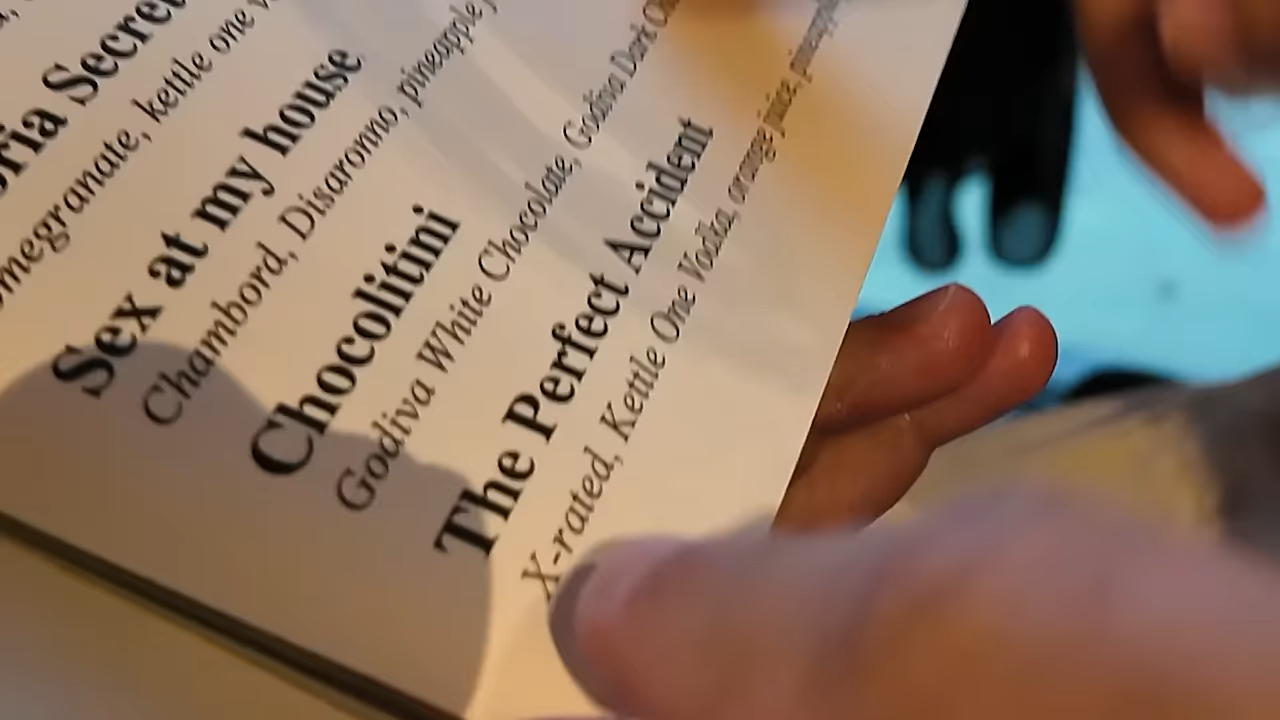 Secret
megranate, kettle one
Sex at my house
Chambord, Disaronno, pineapple
Chocolitini
Godiva White Chocolate, Godiva Dark
The Perfect Accident
X-rated, Kettle One Vodka, orange juice,